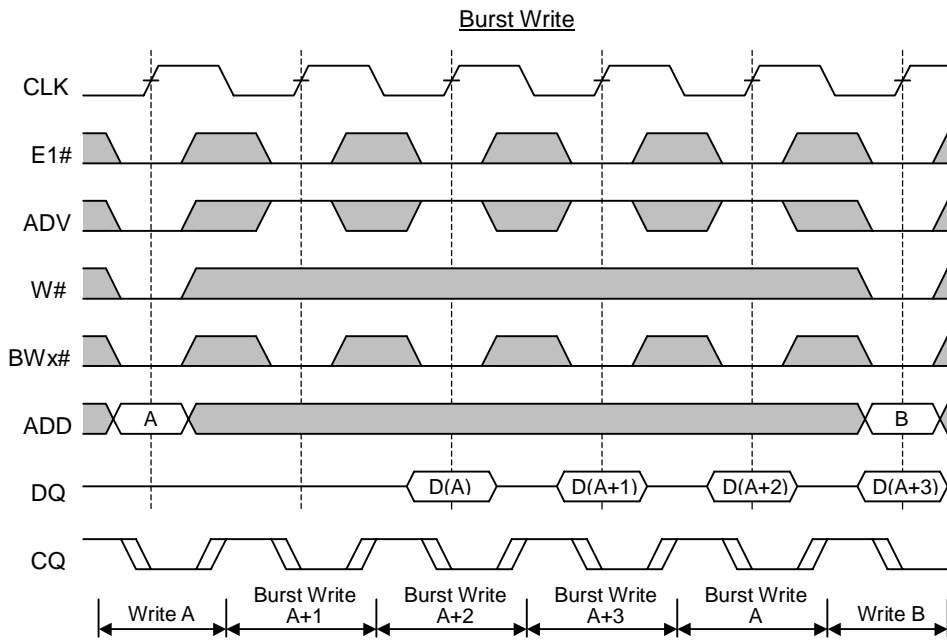 Burst Write
CLK
E1#
ADV
W#
BWx#
ADD
A
B
DQ
D(A)
D(A+1)
D(A+2)
D(A+3)
CQ
Write A
Burst Write
A+1
Burst Write
A+2
Burst Write
A+3
Burst Write
A
Write B